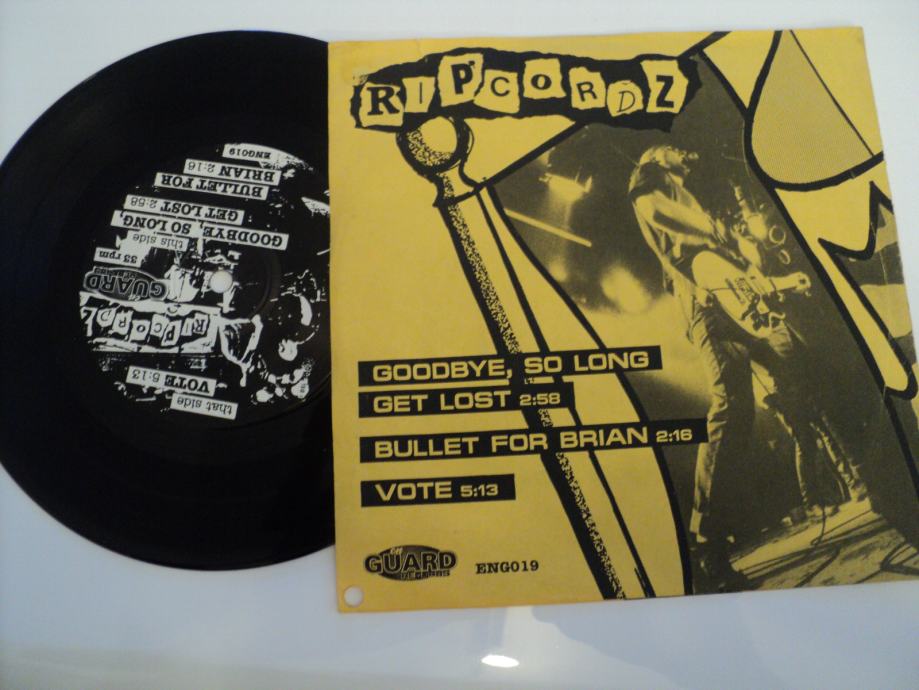 RIPCORDZ
GOODBYE, SO LONG
GET LOST 2:58
BULLET FOR BRIAN 2:16
VOTE 5:13
On
GUARD
RECORDS
ENG019
that side
VOTE 5:13
RIPCORDZ
GUARD
33 rpm
this side
GOODBYE, SO LONG,
GET LOST 2:58
BULLET FOR
BRIAN 2:16
ENG019